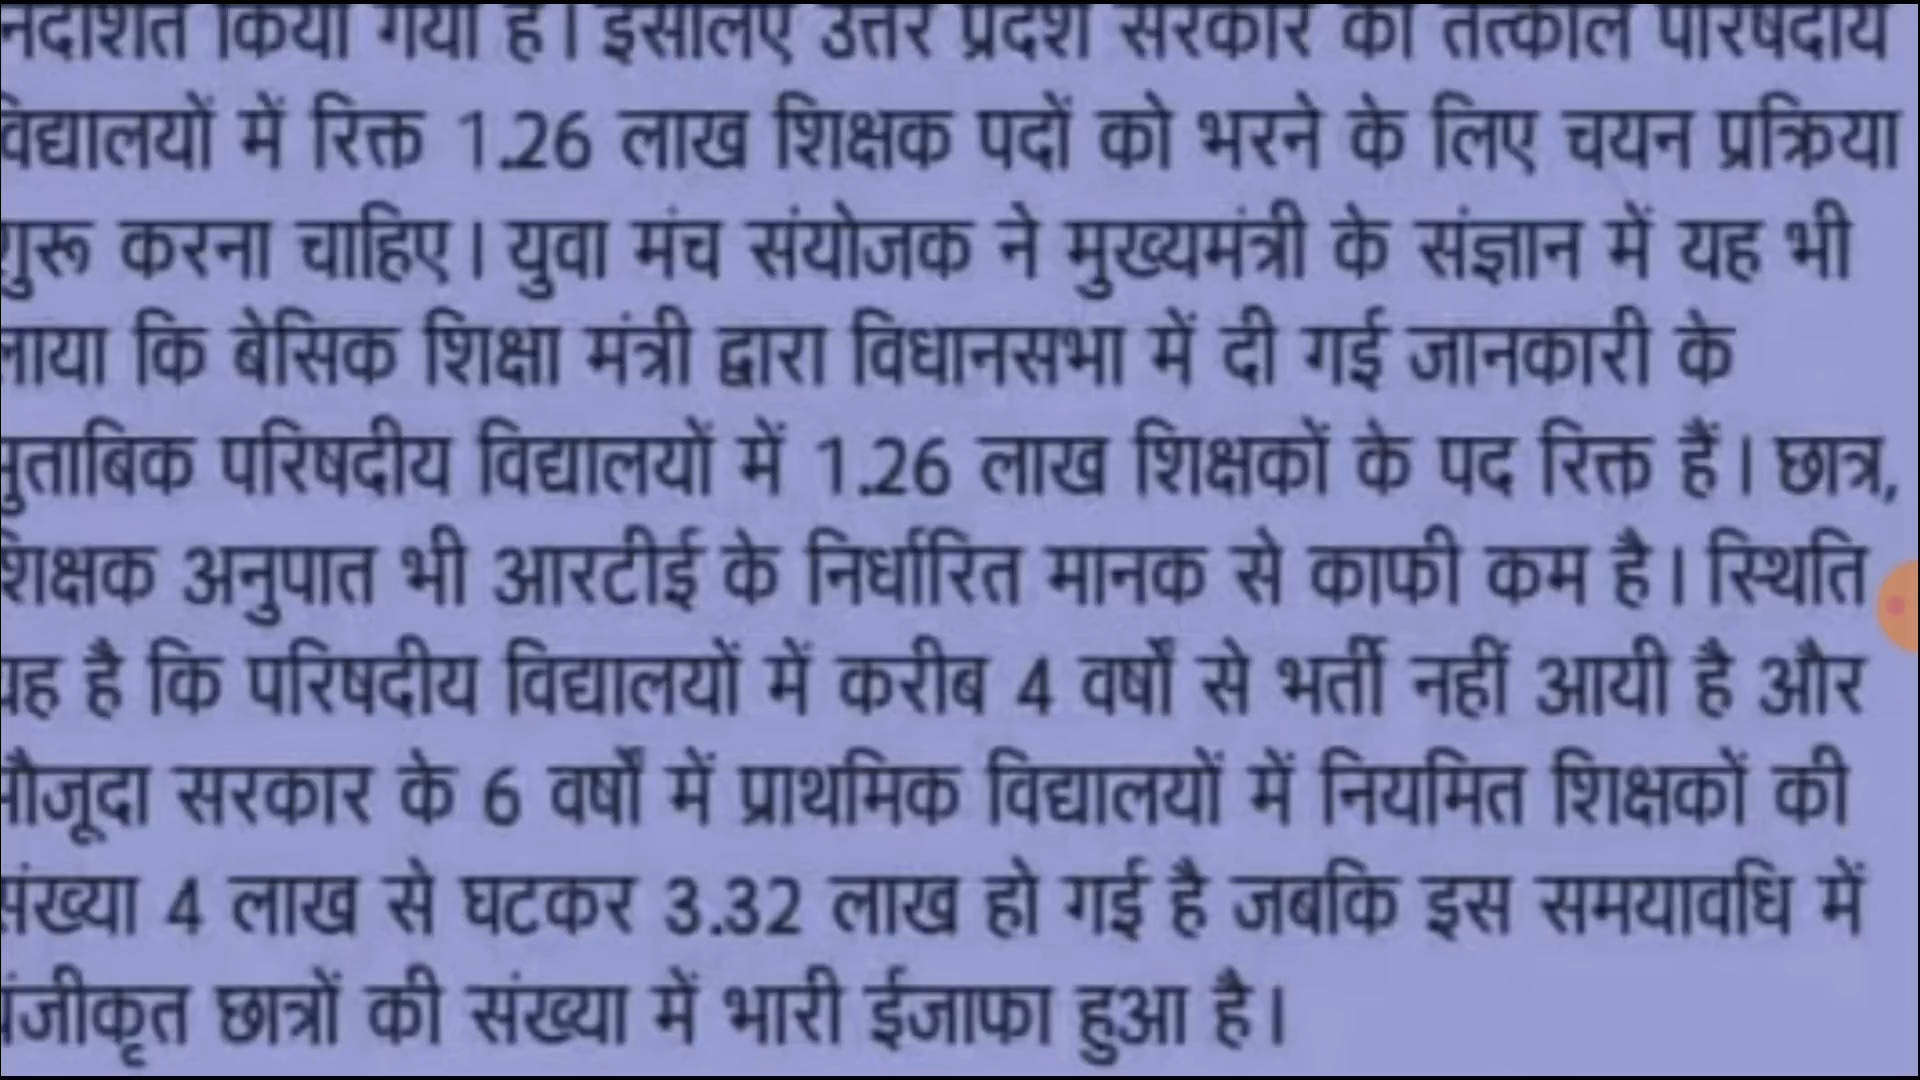 निर्देशित किया गया है। इसलिए उत्तर प्रदेश सरकार को तत्काल परिषदीय
विद्यालयों में रिक्त 1.26 लाख शिक्षक पदों को भरने के लिए चयन प्रक्रिया
शुरू करना चाहिए। युवा मंच संयोजक ने मुख्यमंत्री के संज्ञान में यह भी
लाया कि बेसिक शिक्षा मंत्री द्वारा विधानसभा में दी गई जानकारी के
मुताबिक परिषदीय विद्यालयों में 1.26 लाख शिक्षकों के पद रिक्त हैं। छात्र,
शिक्षक अनुपात भी आरटीई के निर्धारित मानक से काफी कम है। स्थिति
यह है कि परिषदीय विद्यालयों में करीब 4 वर्षों से भर्ती नहीं आयी है और
मौजूदा सरकार के 6 वर्षों में प्राथमिक विद्यालयों में नियमित शिक्षकों की
संख्या 4 लाख से घटकर 3.32 लाख हो गई है जबकि इस समयावधि में
पंजीकृत छात्रों की संख्या में भारी ईजाफा हुआ है।